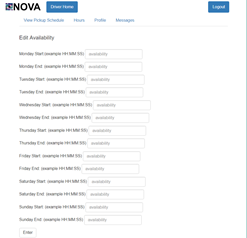 NOVA
Driver Home
Logout
View Pickup Schedule Hours Profile Messages
Edit Availability
Monday Start:(example HH:MM:SS) availability
Monday End: (example HH:MM:SS) availability
Tuesday Start: (example HH:MM:SS) availability
Tuesday End: (example HH:MM:SS) availability
Wednesday Start: (example HH:MM:SS) availability
Wednesday End: (example HH:MM:SS) availability
Thursday Start: (example HH:MM:SS) availability
Thursday End: (example HH:MM:SS) availability
Friday Start: (example HH:MM:SS) availability
Friday End: (example HH:MM:SS) availability
Saturday Start: (example HH:MM:SS) availability
Saturday End: (example HH:MM:SS) availability
Sunday Start: (example HH:MM:SS) availability
Sunday End: (example HH:MM:SS) availability
Enter